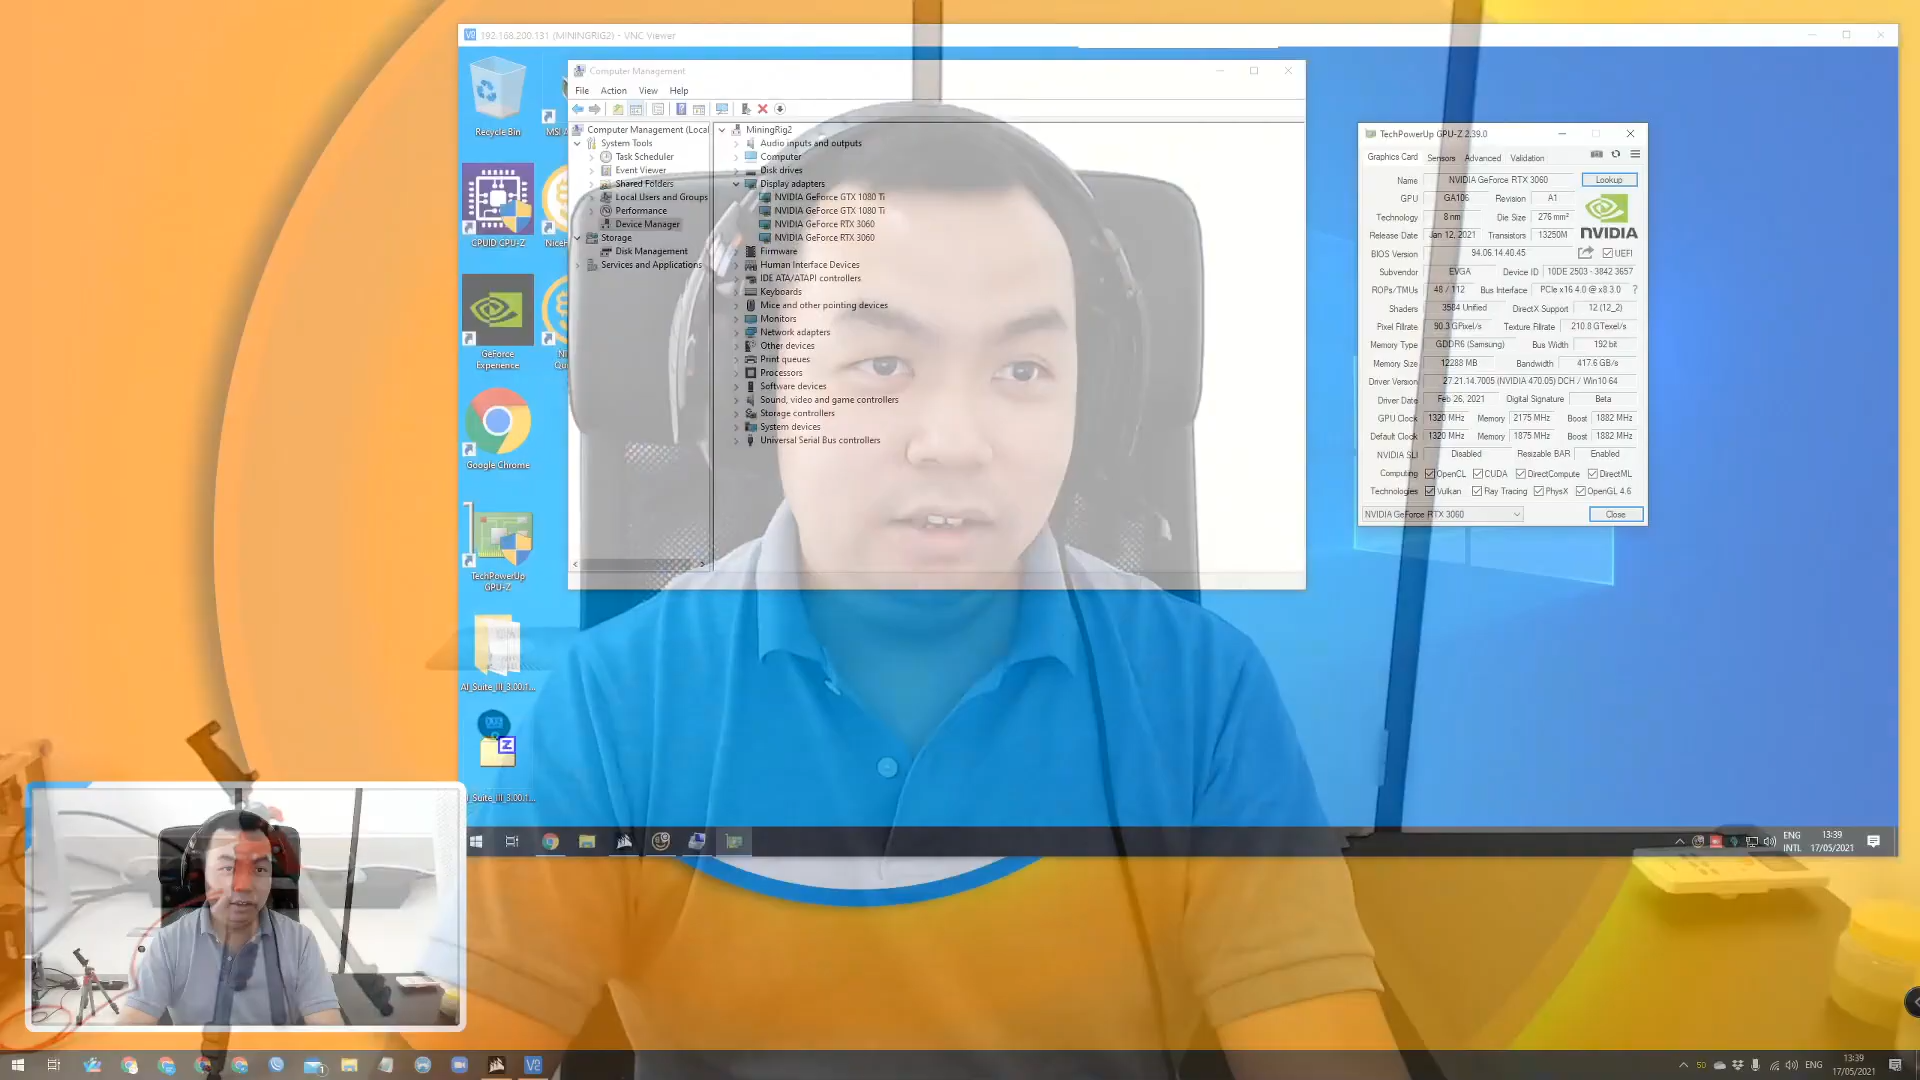 192.168.200.131 (MININGRIG2) - VNC Viewer
Recycle Bin
CPUID CPU-Z
GeForce
Experience
Google Chrome
TechPowerUp
GPU-Z
AI_Suite_III_3.00.1...
Computer Management
File Action View Help
Computer Management (Local
System Tools
Task Scheduler
Event Viewer
Shared Folders
Local Users and Groups
Performance
Device Manager
Storage
Disk Management
Services and Applications
MiningRig2
Audio inputs and outputs
Computer
Disk drives
Display adapters
NVIDIA GeForce GTX 1080 Ti
NVIDIA GeForce GTX 1080 Ti
NVIDIA GeForce RTX 3060
NVIDIA GeForce RTX 3060
Firmware
Human Interface Devices
IDE ATA/ATAPI controllers
Keyboards
Mice and other pointing devices
Monitors
Network adapters
Other devices
Print queues
Processors
Software devices
Sound, video and game controllers
Storage controllers
System devices
Universal Serial Bus controllers
TechPowerUp GPU-Z 2.39.0
Graphics Card Sensors Advanced Validation
Name NVIDIA GeForce RTX 3060 Lookup
GPU GA106 Revision A1
Technology 8 nm Die Size 276 mm²
Release Date Jan 12, 2021 Transistors 13250M
NVIDIA
BIOS Version 94.06.14.40.45 UEFI
Subvendor EVGA Device ID 10DE 2503 - 3842 3657
ROPs/TMUs 48 / 112 Bus Interface PCIe x16 4.0 @ x8 3.0 ?
Shaders 3584 Unified DirectX Support 12 (12_2)
Pixel Fillrate 90.3 GPixel/s Texture Fillrate 210.8 GTexel/s
Memory Type GDDR6 (Samsung) Bus Width 192 bit
Memory Size 12288 MB Bandwidth 417.6 GB/s
Driver Version 27.21.14.7005 (NVIDIA 470.05) DCH / Win10 64
Driver Date Feb 26, 2021 Digital Signature Beta
GPU Clock 1320 MHz Memory 2175 MHz Boost 1882 MHz
Default Clock 1320 MHz Memory 1875 MHz Boost 1882 MHz
NVIDIA SLI Disabled Resizable BAR Enabled
Computing OpenCL CUDA DirectCompute DirectML
Technologies Vulkan Ray Tracing PhysX OpenGL 4.6
NVIDIA GeForce RTX 3060 Close
ENG
INTL
13:39
17/05/2021
50
ENG
13:39
17/05/2021